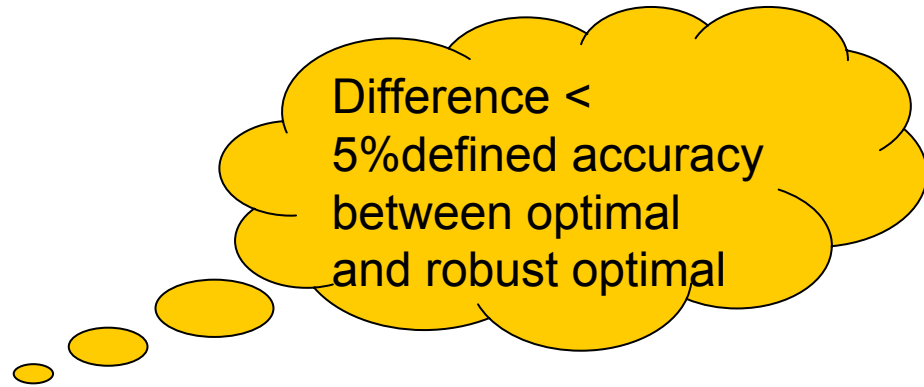 Difference <
5%defined accuracy
between optimal
and robust optimal